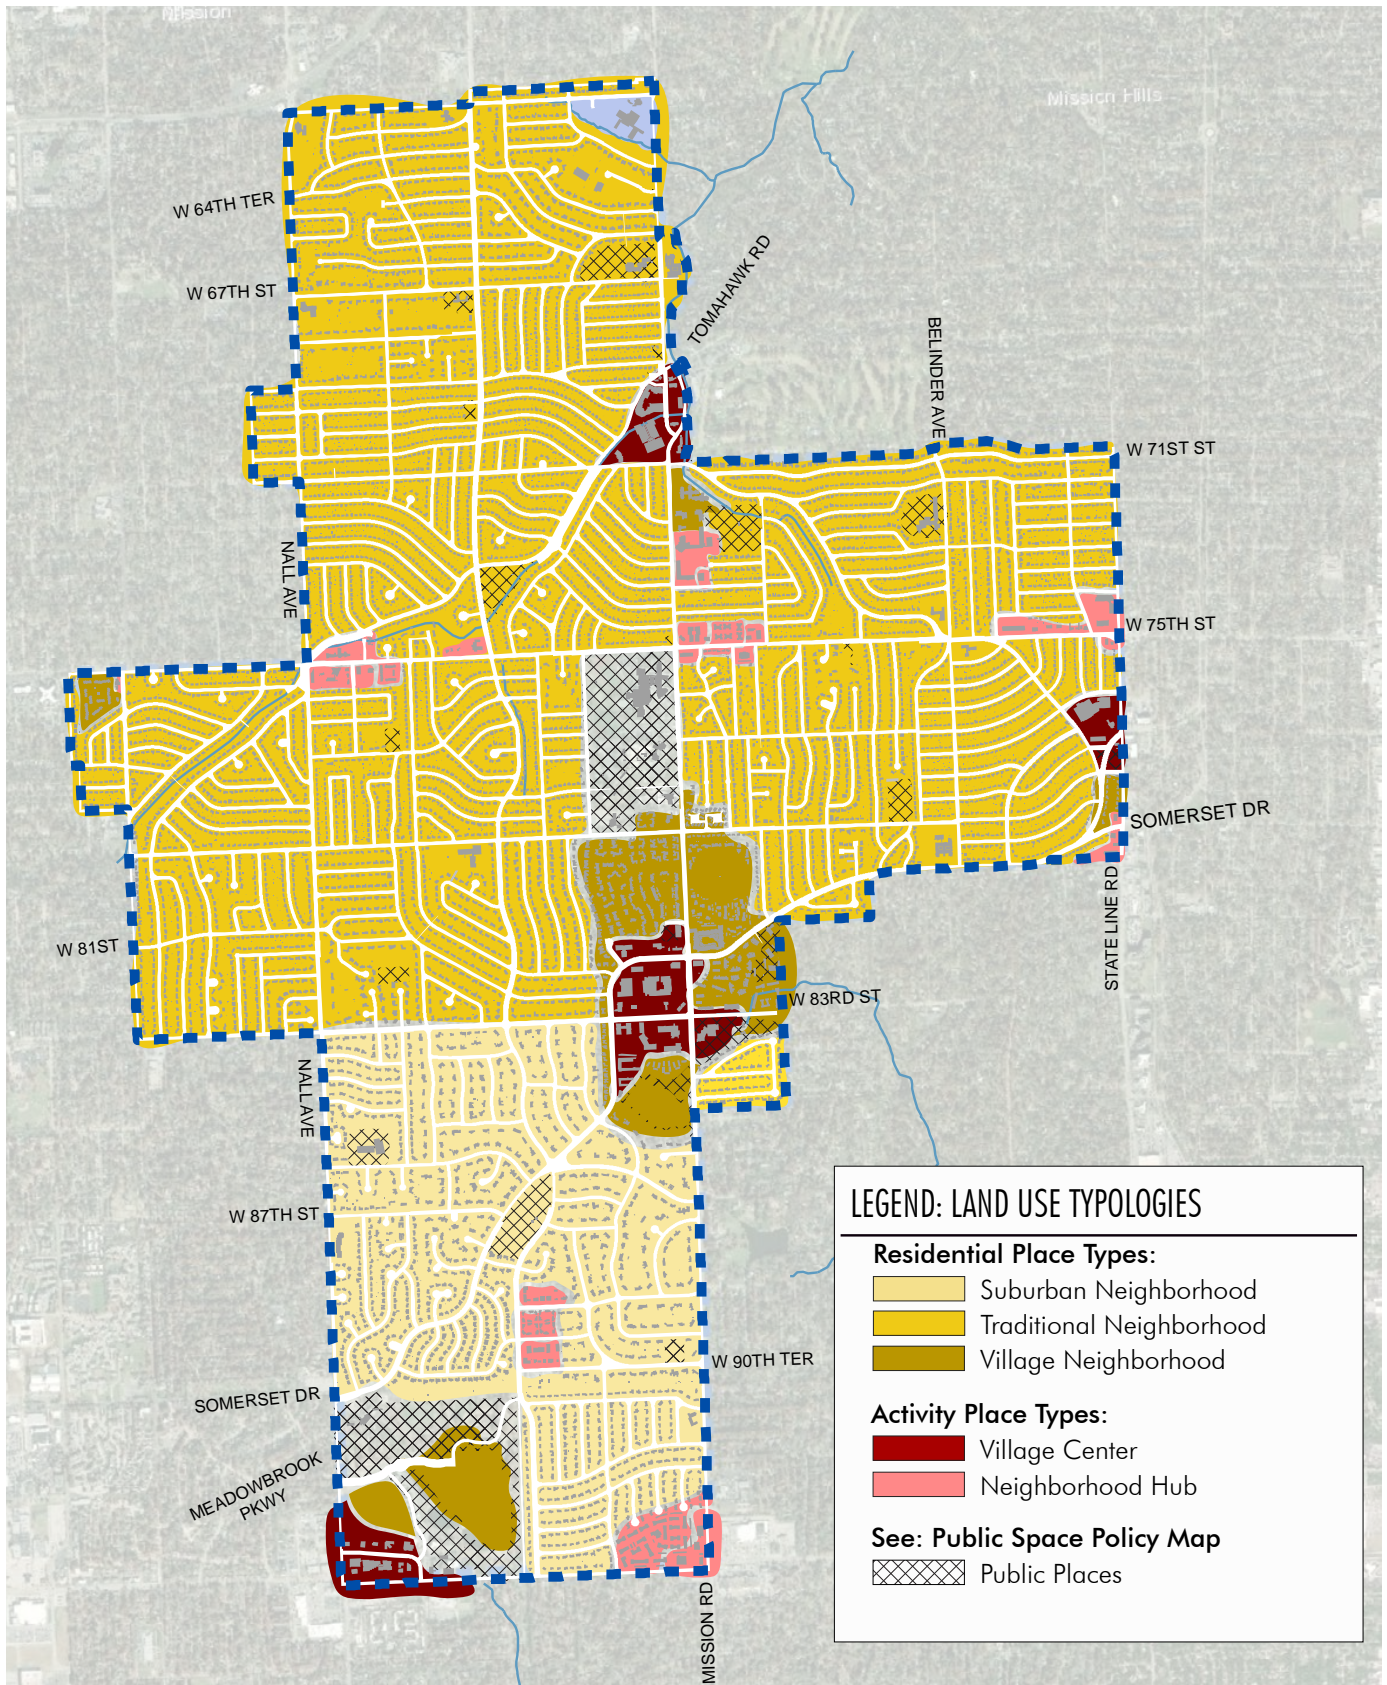 Mission
Mission Hills
W 64TH TER
TOMAHAWK RD
W 67TH ST
BELINDER AVE
W 71ST ST
NALL AVE
W 75TH ST
SOMERSET DR
STATE LINE RD
W 81ST
W 83RD ST
NALL AVE
W 87TH ST
W 90TH TER
SOMERSET DR
MEADOWBROOK
PKWY
MISSION RD
LEGEND: LAND USE TYPOLOGIES
Residential Place Types:
Suburban Neighborhood
Traditional Neighborhood
Village Neighborhood
Activity Place Types:
Village Center
Neighborhood Hub
See: Public Space Policy Map
Public Places